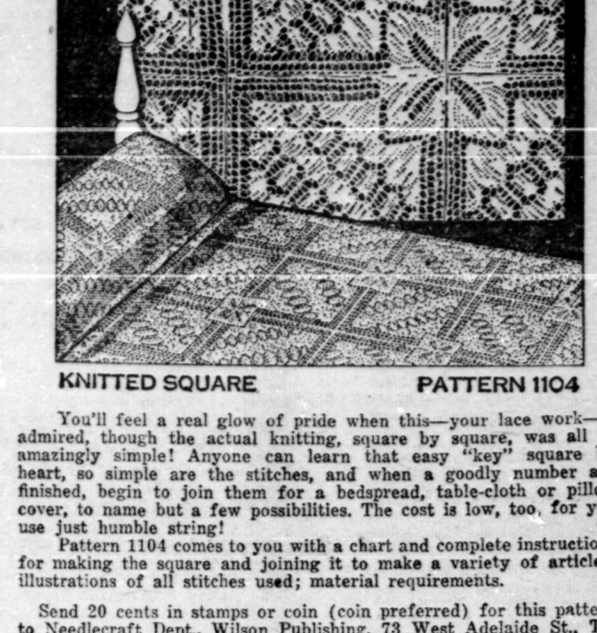 KNITTED SQUARE PATTERN 1104
You'll feel a real glow of pride when this—your lace work—
admired, though the actual knitting, square by square, was all
amazingly simple! Anyone can learn that easy "key" square
heart, so simple are the stitches, and when a goodly number
finished, begin to join them for a bedspread, table-cloth or
cover, to name but a few possibilities. The cost is low, too, for
use just humble string!
Pattern 1104 comes to you with a chart and complete
for making the square and joining it to make a variety of
illustrations of all stitches used; material requirements.
Send 20 cents in stamps or coin (coin preferred) for this
to Needlecraft Dept., Wilson Publishing, 73 West Adelaide St.,